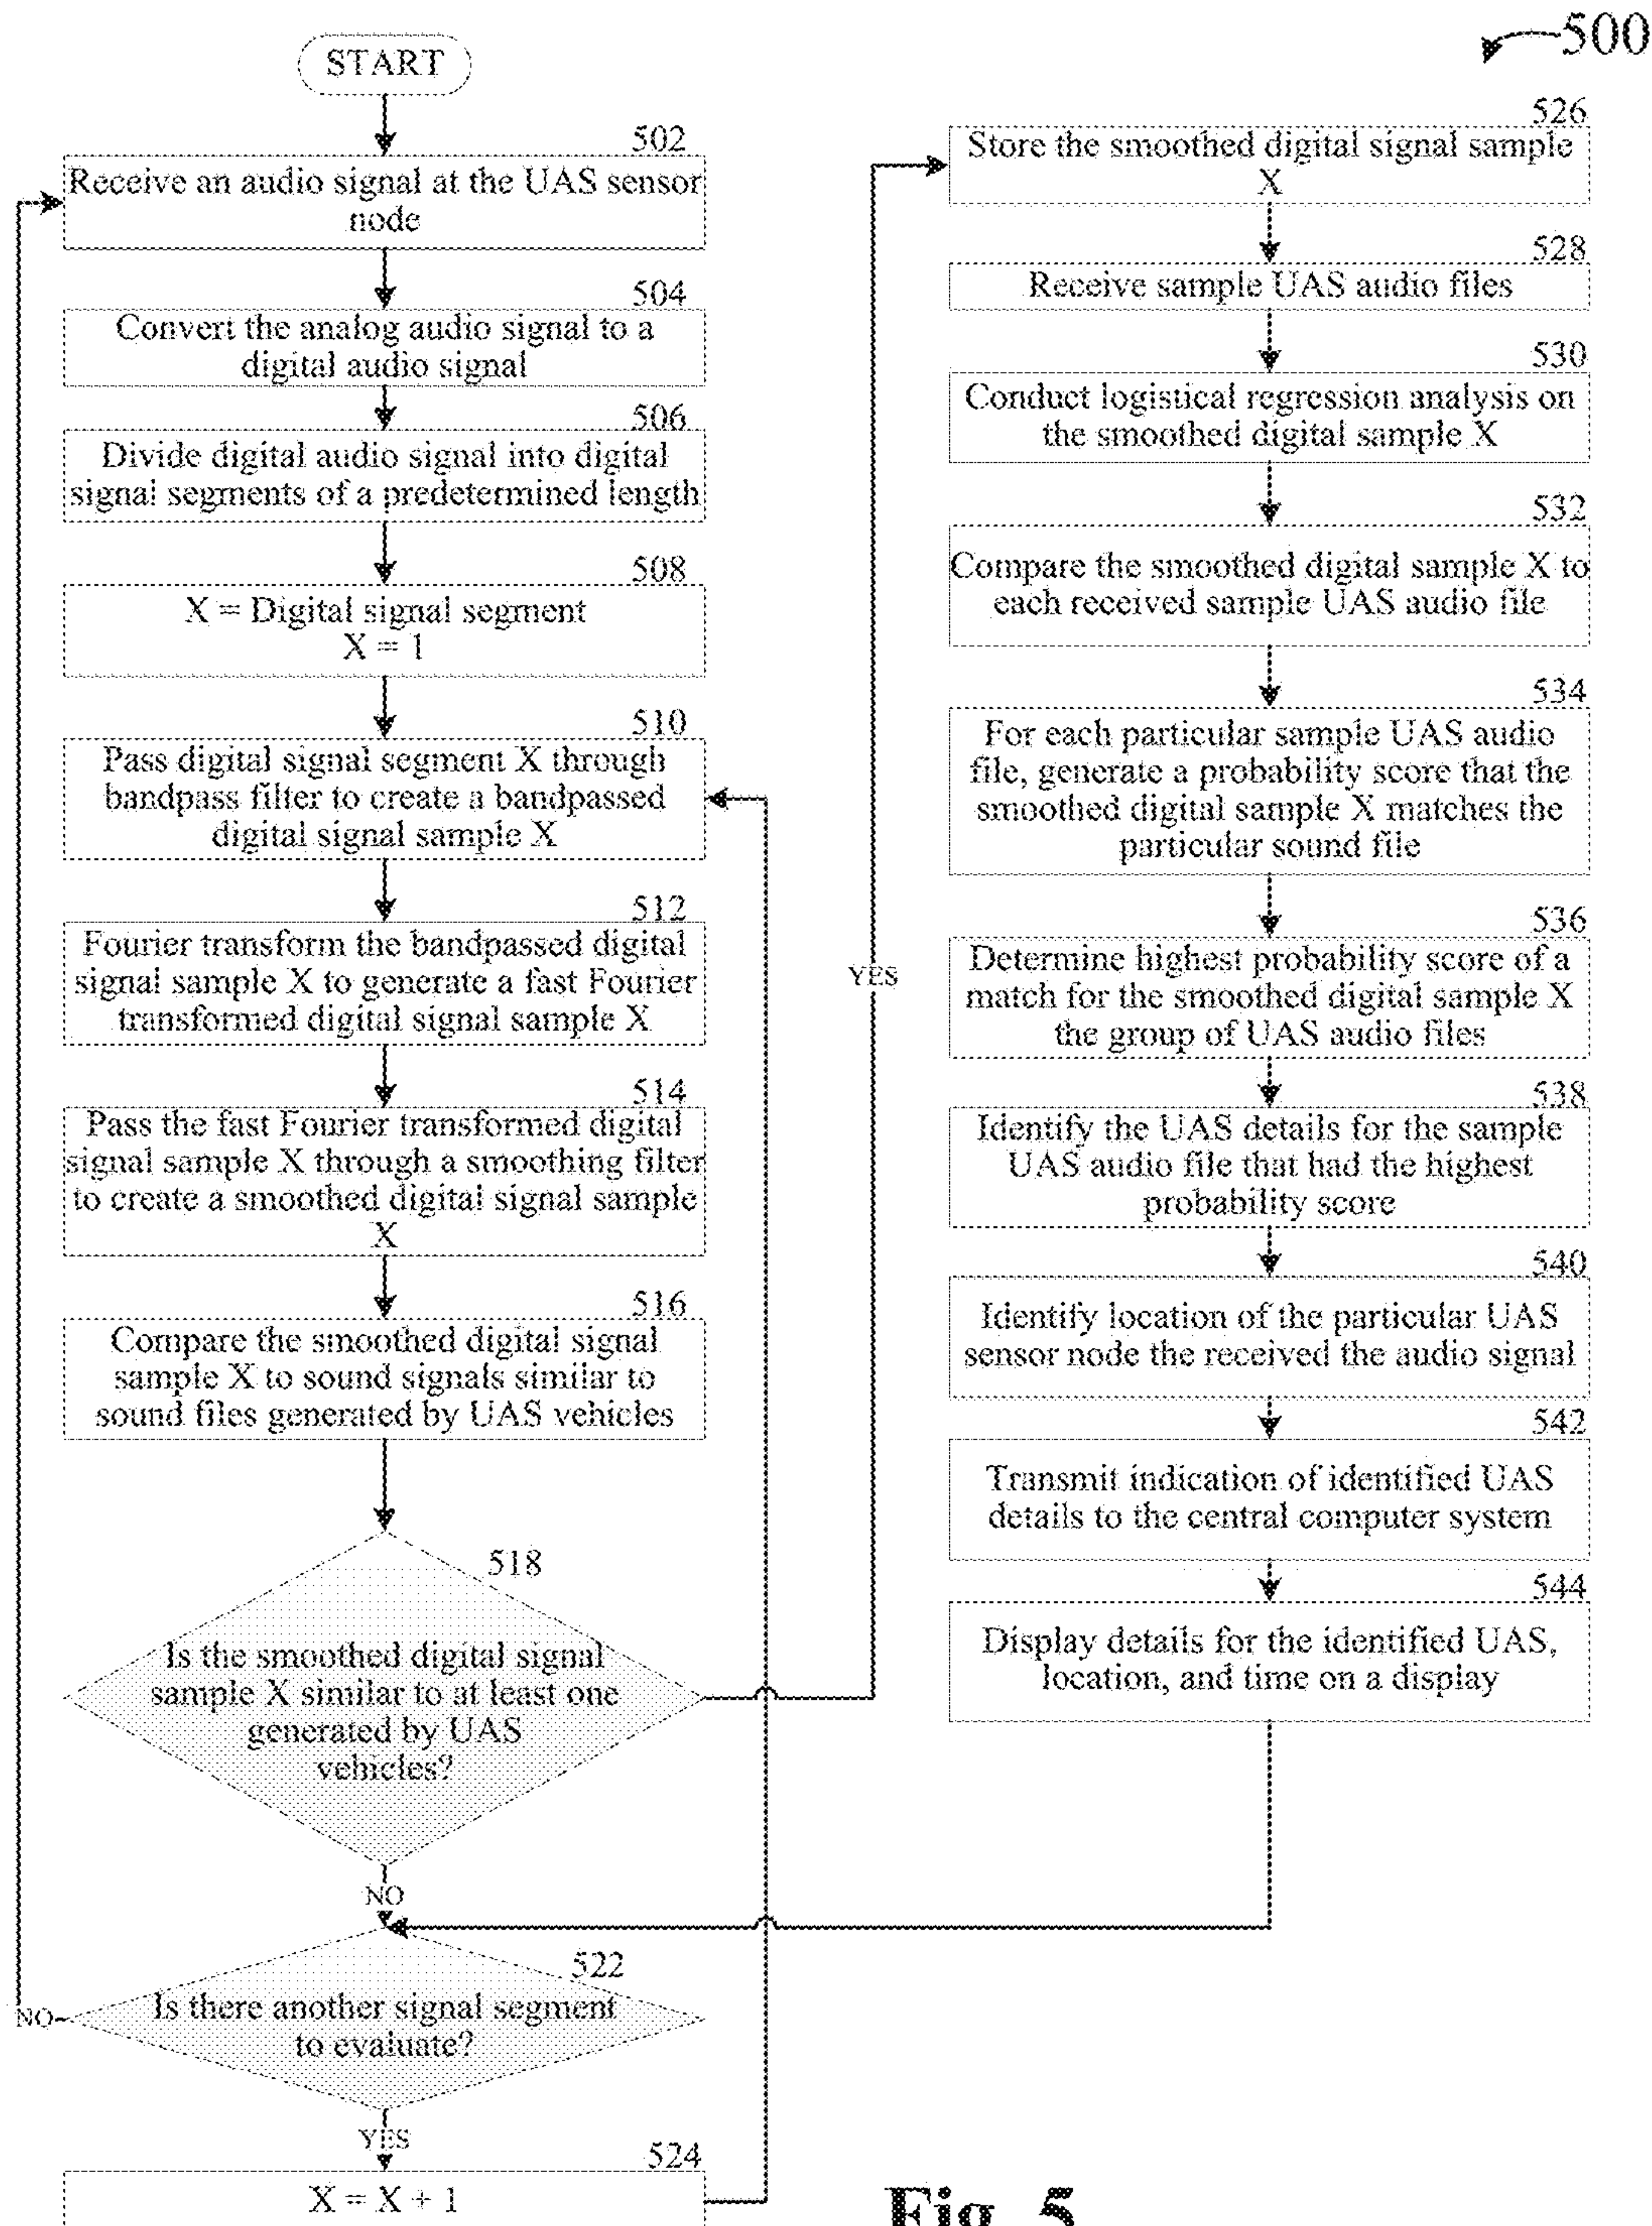 500
START
502
Receive an audio signal at the UAS sensor
node
504
Convert the analog audio signal to a
digital audio signal
506
Divide digital audio signal into digital
signal segments of a predetermined length
508
X = Digital signal segment
X = 1
510
Pass digital signal segment X through
bandpass filter to create a bandpassed
digital signal sample X
512
Fourier transform the bandpassed digital
signal sample X to generate a fast Fourier
transformed digital signal sample X
514
Pass the fast Fourier transformed digital
signal sample X through a smoothing filter
to create a smoothed digital signal sample
X
516
Compare the smoothed digital signal
sample X to sound signals similar to
sound files generated by UAS vehicles
518
Is the smoothed digital signal
sample X similar to at least one
generated by UAS
vehicles?
YES
NO
522
Is there another signal segment
to evaluate?
NO
YES
524
X = X + 1
526
Store the smoothed digital signal sample
X
528
Receive sample UAS audio files
530
Conduct logistical regression analysis on
the smoothed digital sample X
532
Compare the smoothed digital sample X to
each received sample UAS audio file
534
For each particular sample UAS audio
file, generate a probability score that the
smoothed digital sample X matches the
particular sound file
536
Determine highest probability score of a
match for the smoothed digital sample X
the group of UAS audio files
538
Identify the UAS details for the sample
UAS audio file that had the highest
probability score
540
Identify location of the particular UAS
sensor node the received the audio signal
542
Transmit indication of identified UAS
details to the central computer system
544
Display details for the identified UAS,
location, and time on a display
Fig. 5